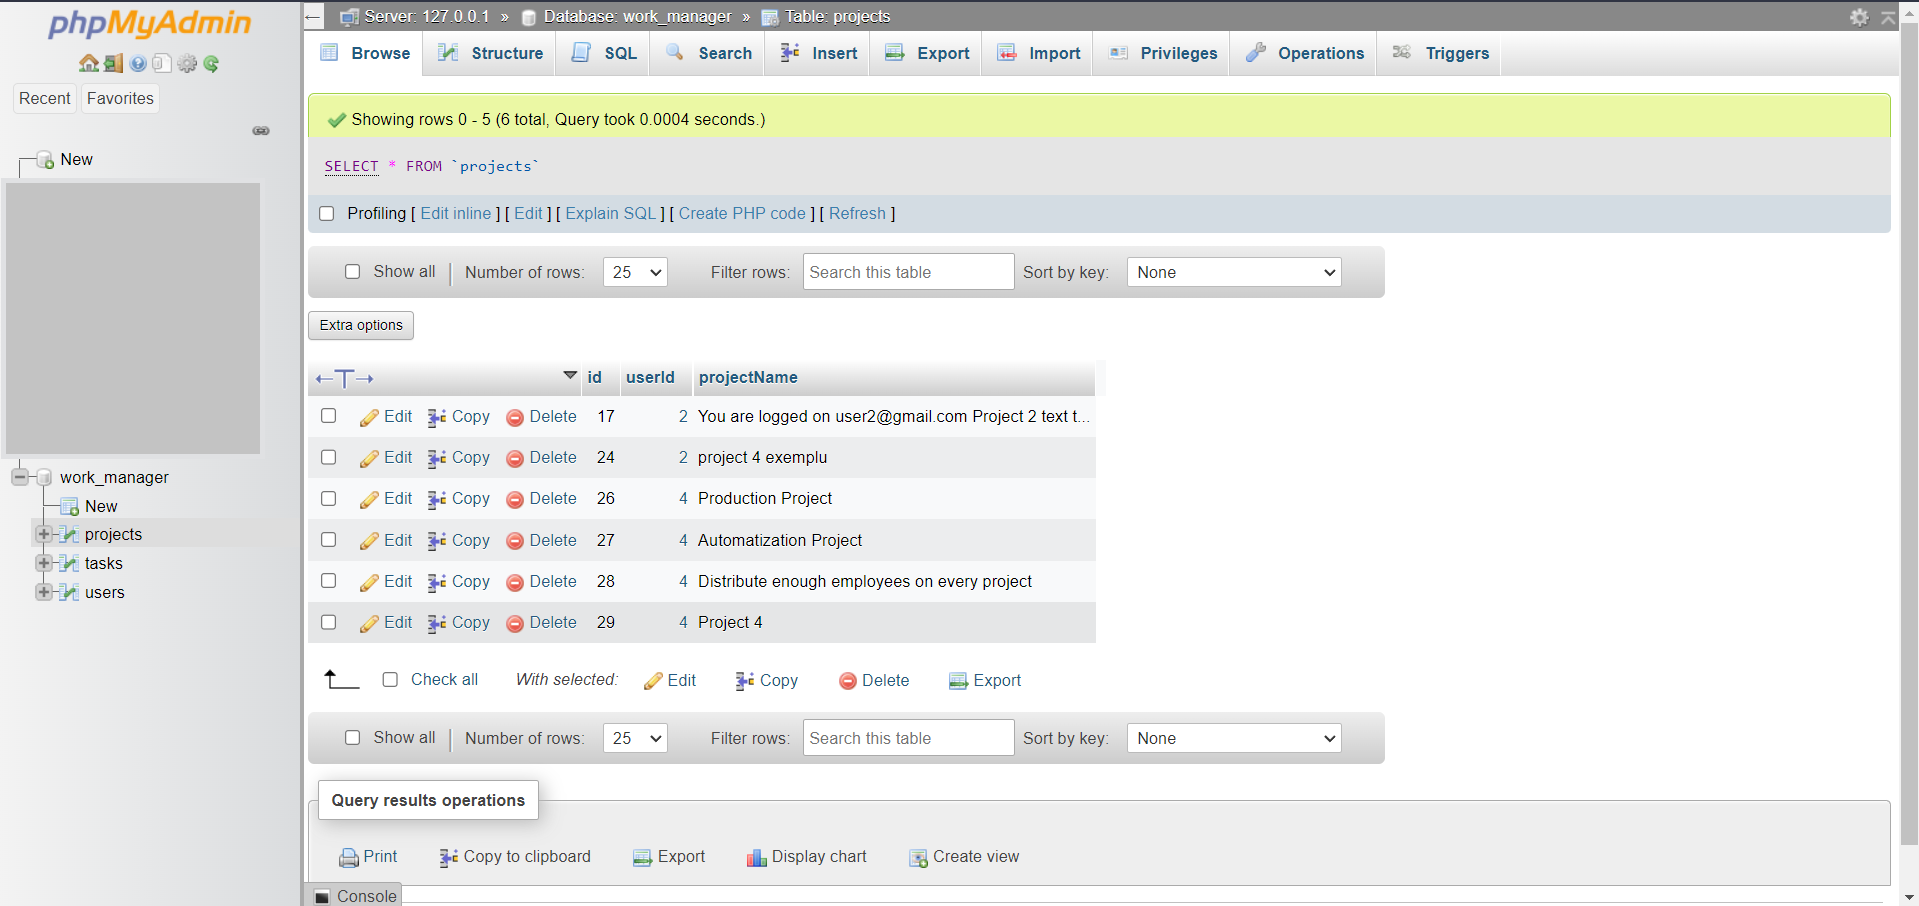 phpMyAdmin
Recent Favorites
New
work_manager
New
projects
tasks
users
Server: 127.0.0.1 » Database: work_manager » Table: projects
Browse Structure SQL Search Insert Export Import Privileges Operations Triggers
Showing rows 0 - 5 (6 total, Query took 0.0004 seconds.)
SELECT * FROM `projects`
Profiling [ Edit inline ] [ Edit ] [ Explain SQL ] [ Create PHP code ] [ Refresh ]
Show all Number of rows: 25 Filter rows: Search this table Sort by key: None
Extra options
id userId projectName
Edit Copy Delete 17 2 You are logged on user2@gmail.com Project 2 text t...
Edit Copy Delete 24 2 project 4 exemplu
Edit Copy Delete 26 4 Production Project
Edit Copy Delete 27 4 Automatization Project
Edit Copy Delete 28 4 Distribute enough employees on every project
Edit Copy Delete 29 4 Project 4
Check all With selected: Edit Copy Delete Export
Show all Number of rows: 25 Filter rows: Search this table Sort by key: None
Query results operations
Print Copy to clipboard Export Display chart Create view
Console